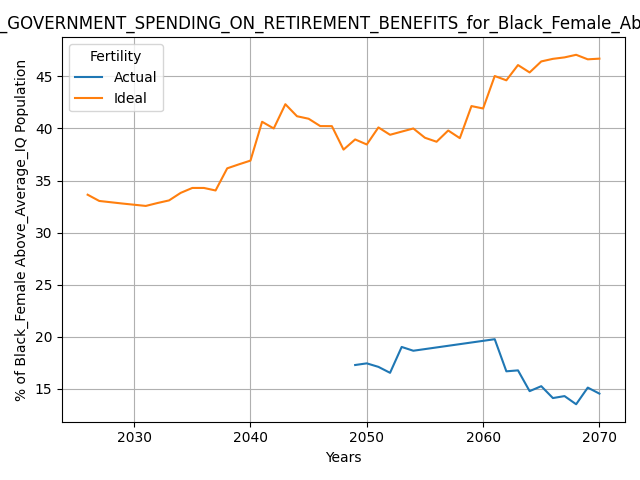 _GOVERNMENT_SPENDING_ON_RETIREMENT_BENEFITS_for_Black_Female_Ab
Fertility
Actual
Ideal
% of Black_Female Above_Average_IQ Population
45
40
35
30
25
20
15
2030 2040 2050 2060 2070
Years